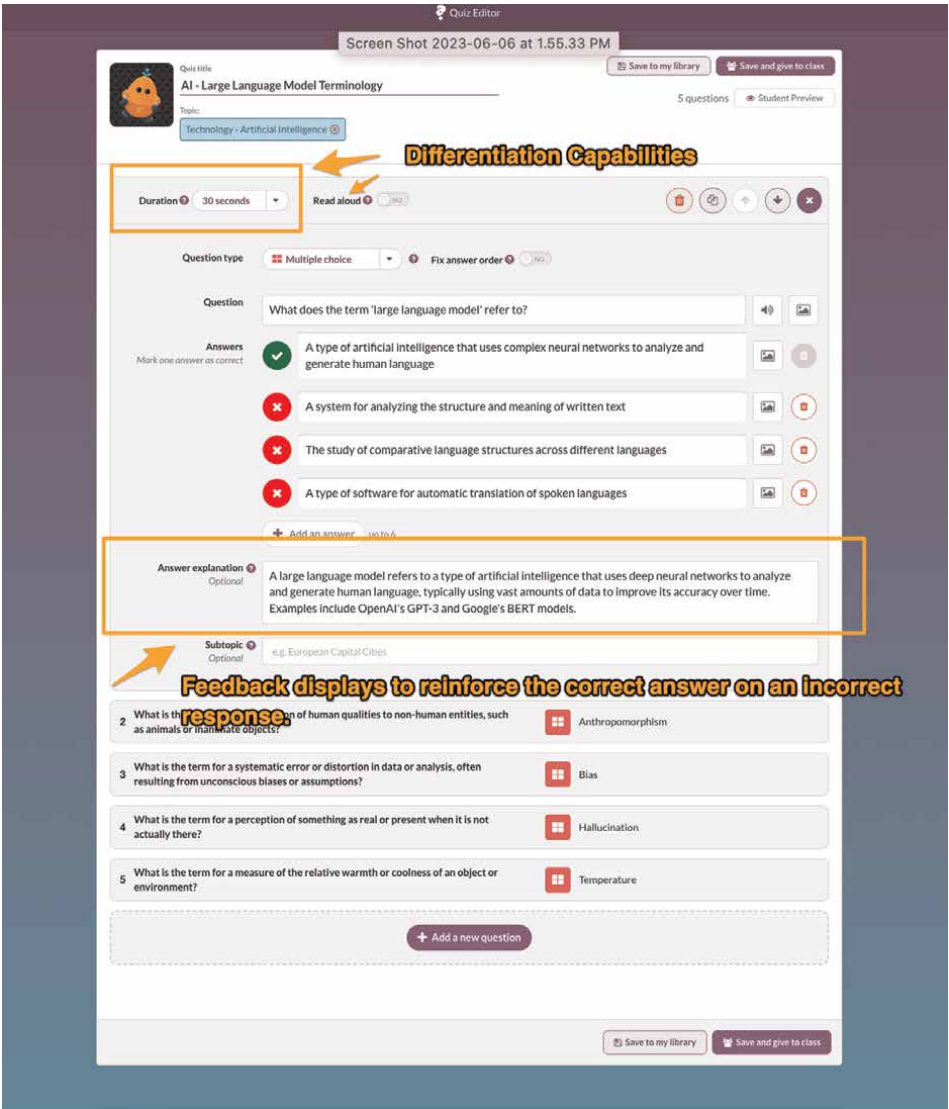 Quiz Editor
Screen Shot 2023-06-06 at 1.55.33 PM
Save to my library
Save and give to class
Quiz title
AI - Large Language Model Terminology
5 questions
Student Preview
Topic:
Technology - Artificial Intelligence
Differentiation Capabilities
Duration
30 seconds
Read aloud
NO
Question type
Multiple choice
Fix answer order
NO
Question
What does the term 'large language model' refer to?
Answers
Mark one answer as correct
A type of artificial intelligence that uses complex neural networks to analyze and
generate human language
A system for analyzing the structure and meaning of written text
The study of comparative language structures across different languages
A type of software for automatic translation of spoken languages
Add an answer
up to 6
Answer explanation
Optional
A large language model refers to a type of artificial intelligence that uses deep neural networks to analyze
and generate human language, typically using vast amounts of data to improve its accuracy over time.
Examples include OpenAI's GPT-3 and Google's BERT models.
Subtopic
Optional
e.g. European Capital Cities
Feedback displays to reinforce the correct answer on an incorrect
response.
2 What is th on of human qualities to non-human entities, such
as animals or inanimate objects?
Anthropomorphism
3 What is the term for a systematic error or distortion in data or analysis, often
resulting from unconscious biases or assumptions?
Bias
4 What is the term for a perception of something as real or present when it is not
actually there?
Hallucination
5 What is the term for a measure of the relative warmth or coolness of an object or
environment?
Temperature
Add a new question
Save to my library
Save and give to class